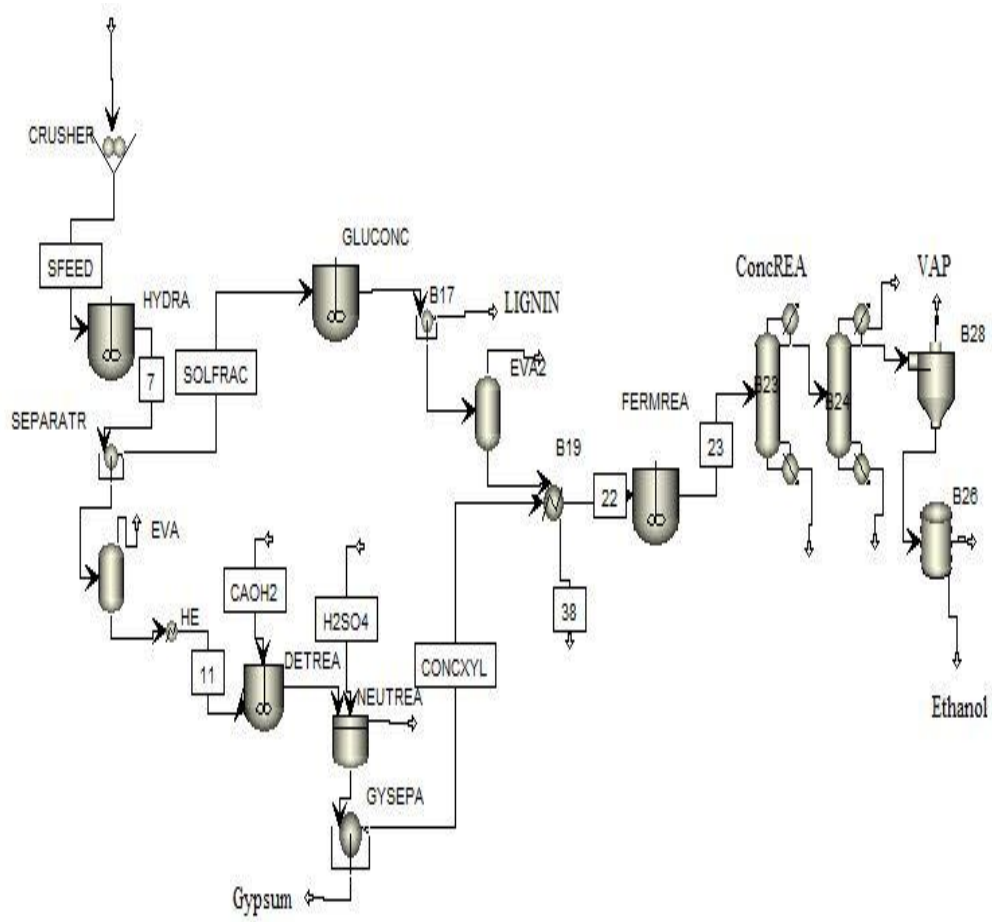 CRUSHER
SFEED
HYDRA
7
SOLFRAC
SEPARATR
EVA
HE
11
CAOH2
DETREA
H2SO4
NEUTREA
GYSEPA
Gypsum
CONCXYL
GLUCONC
B17
LIGNIN
EVA2
B19
22
38
FERMREA
23
ConcREA
B23
B24
VAP
B28
B26
Ethanol